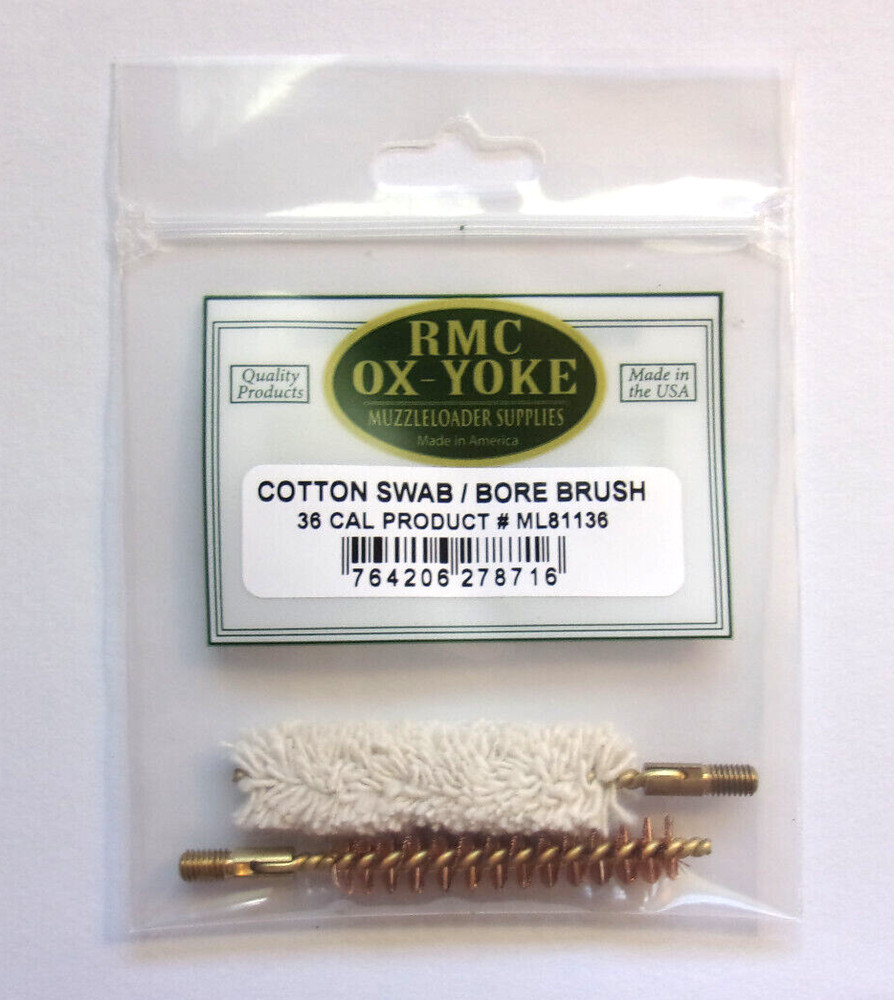 RMC
OX-YOKE
MUZZLELOADER SUPPLIES
Made in America
Quality
Products
Made in
the USA
COTTON SWAB / BORE BRUSH
36 CAL PRODUCT # ML81136
764206 278716